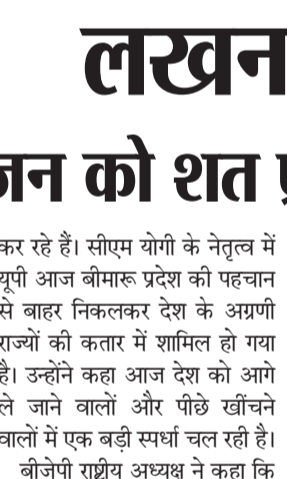 लखन
जन को शत
कर रहे हैं। सीएम योगी के नेतृत्व में
यूपी आज बीमारू प्रदेश की पहचान
से बाहर निकलकर देश के अग्रणी
राज्यों की कतार में शामिल हो गया
है। उन्होंने कहा आज देश को आगे
ले जाने वालों और पीछे खींचने
वालों में एक बड़ी स्पर्धा चल रही है।
बीजेपी राष्ट्रीय अध्यक्ष ने कहा कि